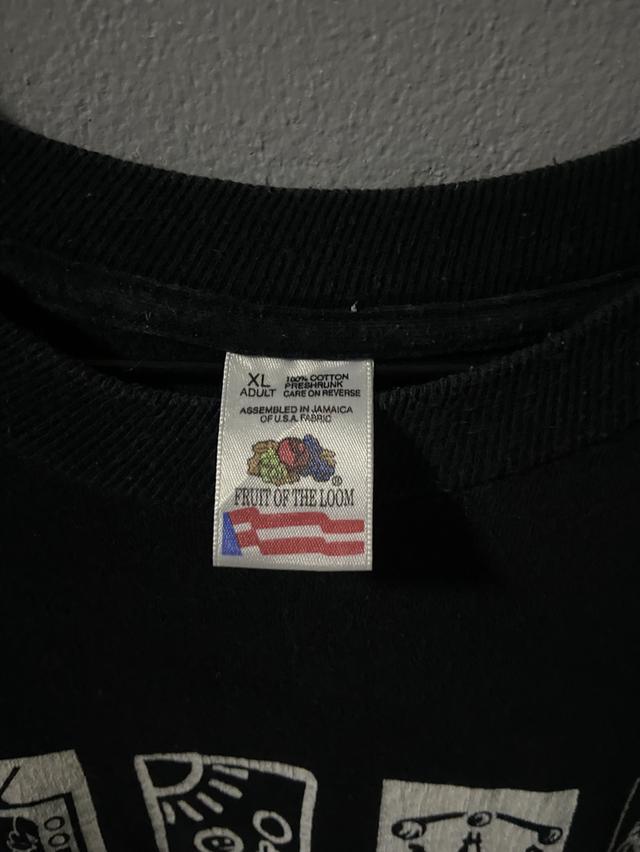 XL 100% COTTON
ADULT PRESHRUNK
CARE ON REVERSE
ASSEMBLED IN JAMAICA
OF U.S.A. FABRIC
®
FRUIT OF THE LOOM